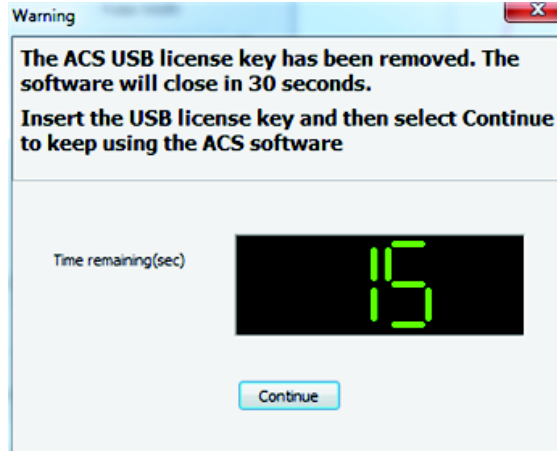 Warning
The ACS USB license key has been removed. The
software will close in 30 seconds.
Insert the USB license key and then select Continue
to keep using the ACS software
Time remaining(sec)
15
Continue